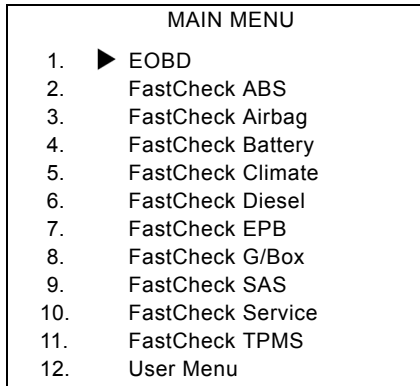 MAIN MENU
1. ▶ EOBD
2. FastCheck ABS
3. FastCheck Airbag
4. FastCheck Battery
5. FastCheck Climate
6. FastCheck Diesel
7. FastCheck EPB
8. FastCheck G/Box
9. FastCheck SAS
10. FastCheck Service
11. FastCheck TPMS
12. User Menu